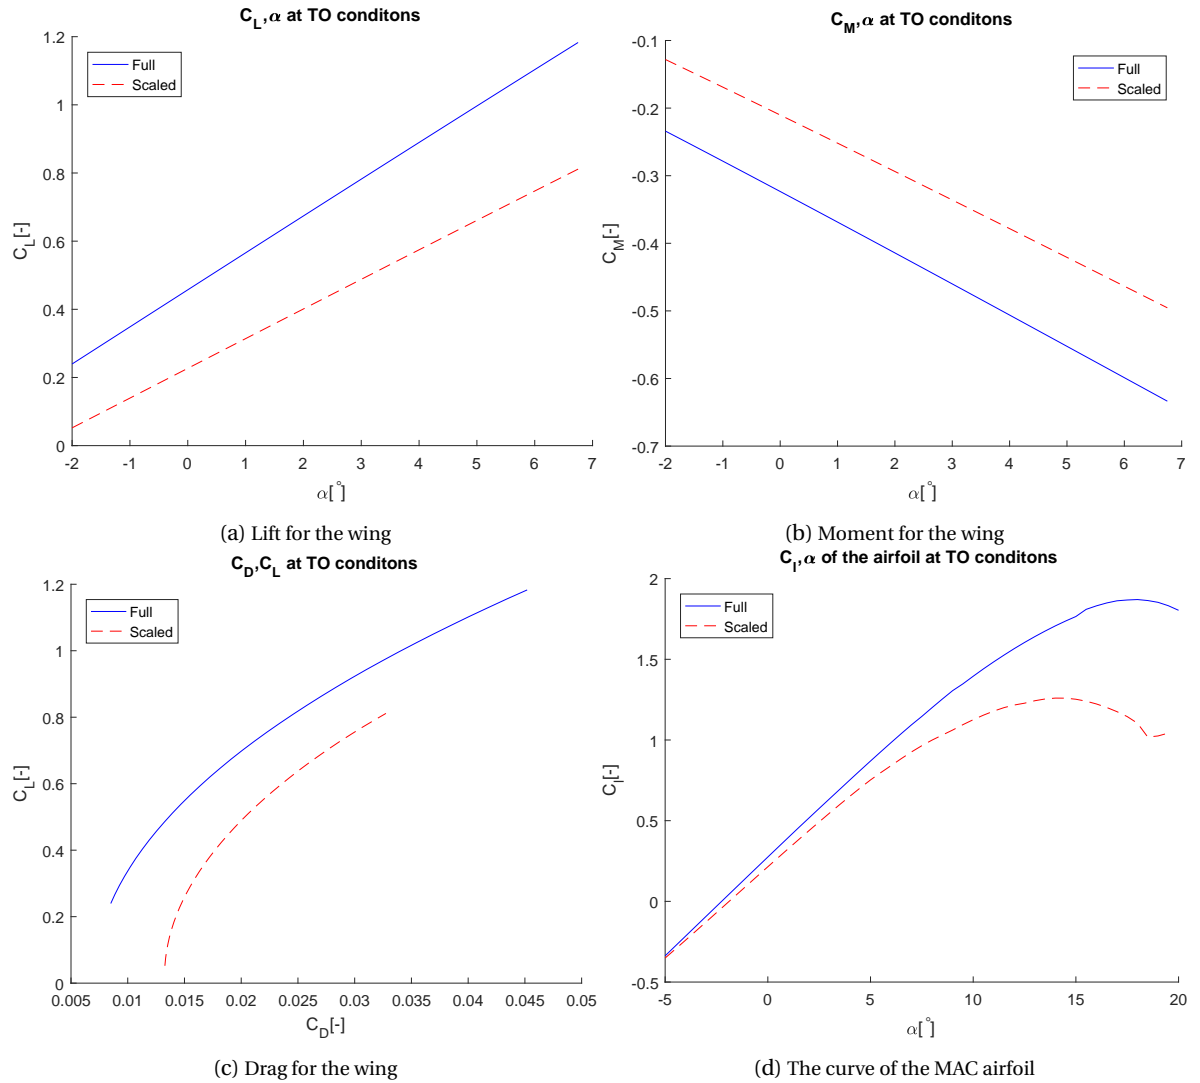 C_L,α at TO conditons
Full
Scaled
1.2
1
0.8
0.6
0.4
0.2
0
C_L[-]
-2 -1 0 1 2 3 4 5 6 7
α[°]
(a) Lift for the wing
C_M,α at TO conditons
Full
Scaled
-0.1
-0.2
-0.3
-0.4
-0.5
-0.6
-0.7
C_M[-]
-2 -1 0 1 2 3 4 5 6 7
α[°]
(b) Moment for the wing
C_D,C_L at TO conditons
Full
Scaled
1.2
1
0.8
0.6
0.4
0.2
0
C_L[-]
0.005 0.01 0.015 0.02 0.025 0.03 0.035 0.04 0.045 0.05
C_D[-]
(c) Drag for the wing
C_l,α of the airfoil at TO conditons
Full
Scaled
2
1.5
1
0.5
0
-0.5
C_l[-]
-5 0 5 10 15 20
α[°]
(d) The curve of the MAC airfoil